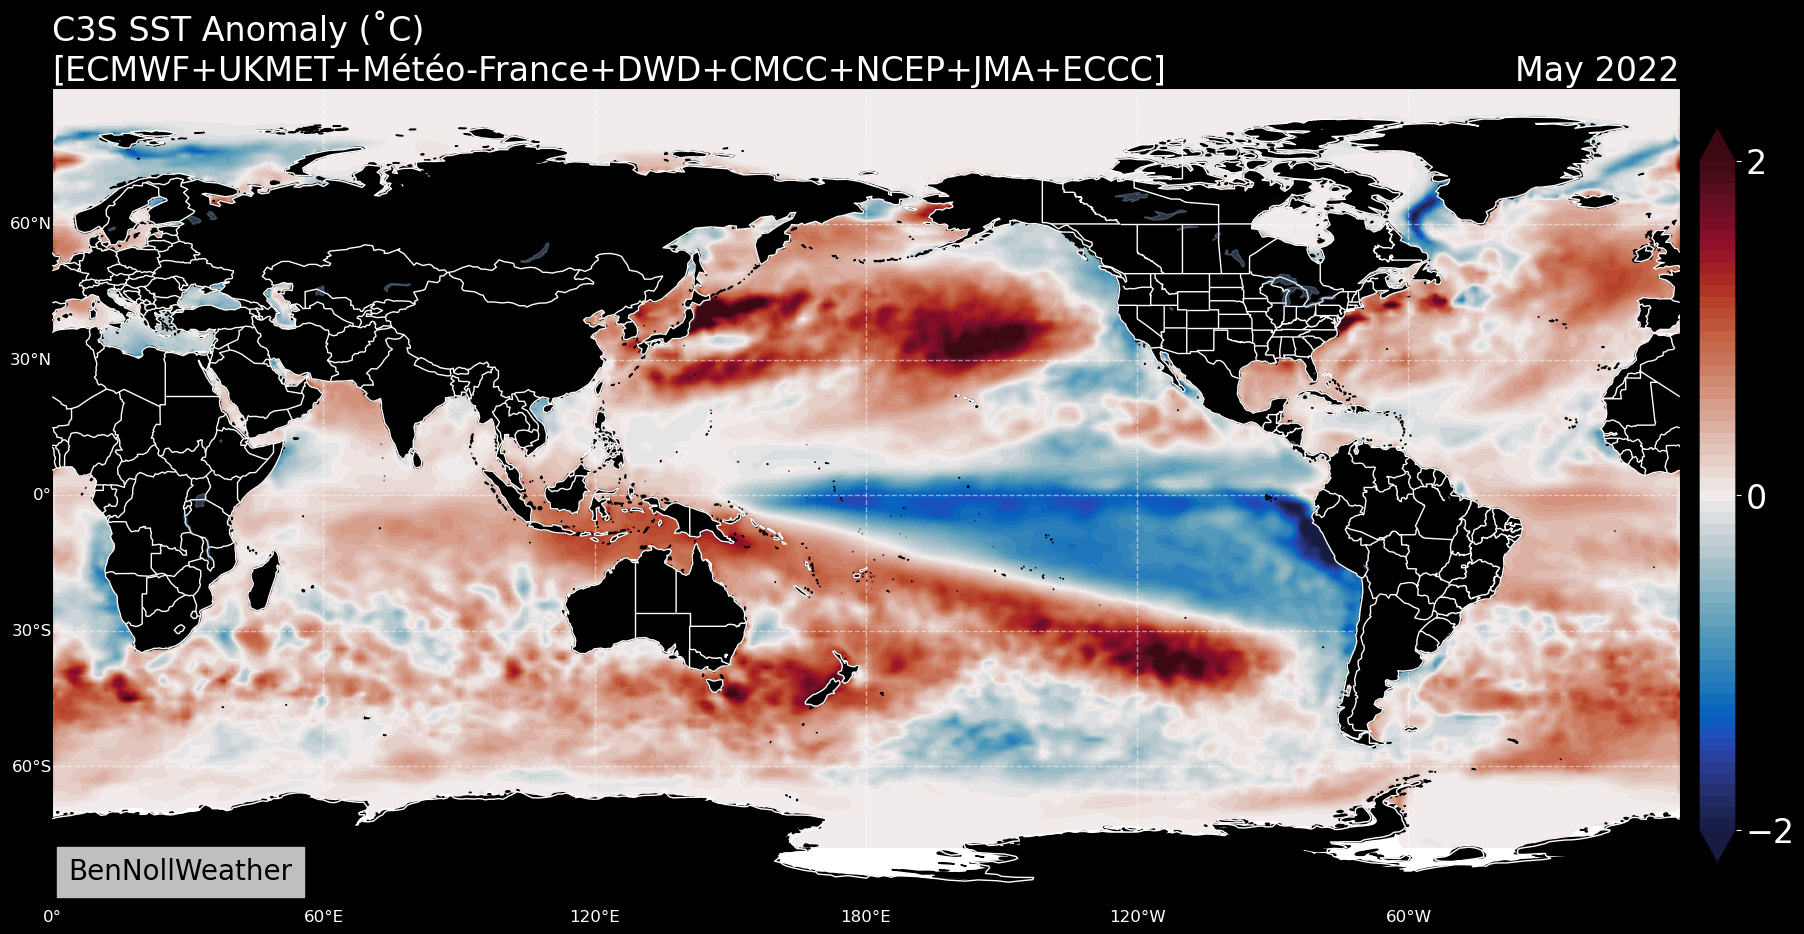 C3S SST Anomaly (˚C)
[ECMWF+UKMET+Météo-France+DWD+CMCC+NCEP+JMA+ECCC]
May 2022
2
0
−2
60°N
30°N
0°
30°S
60°S
BenNollWeather
0°
60°E
120°E
180°E
120°W
60°W